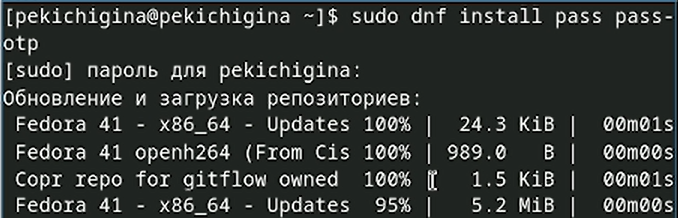 [pekichigina@pekichigina ~]$ sudo dnf install pass pass-
otp
[sudo] пароль для pekichigina:
Обновление и загрузка репозиториев:
Fedora 41 - x86_64 - Updates 100% |  24.3 KiB |  00m01s
Fedora 41 openh264 (From Cis 100% | 989.0   B |  00m00s
Copr repo for gitflow owned  100% |   1.5 KiB |  00m01s
Fedora 41 - x86_64 - Updates  95% |   5.2 MiB |  00m00s